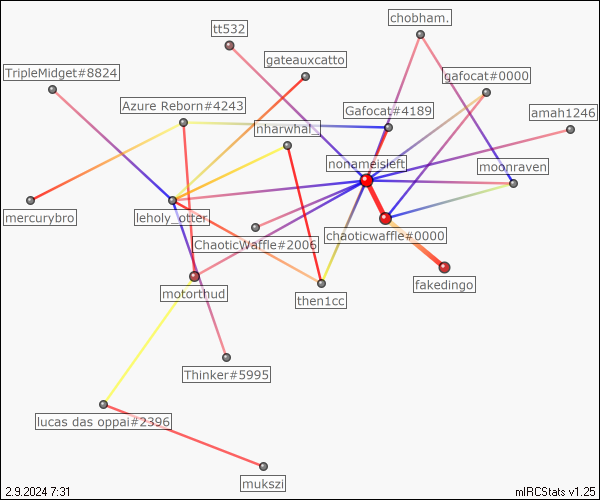 chobham.
tt532
gateauxcatto
TripleMidget#8824
gafocat#0000
Azure Reborn#4243
Gafocat#4189
amah1246
nharwhal
nonameisleft
moonraven
mercurybro
leholy_otter
chaoticwaffle#0000
ChaoticWaffle#2006
fakedingo
motorthud
then1cc
Thinker#5995
lucas das oppai#2396
mukszi
2.9.2024 7:31
mIRCStats v1.25